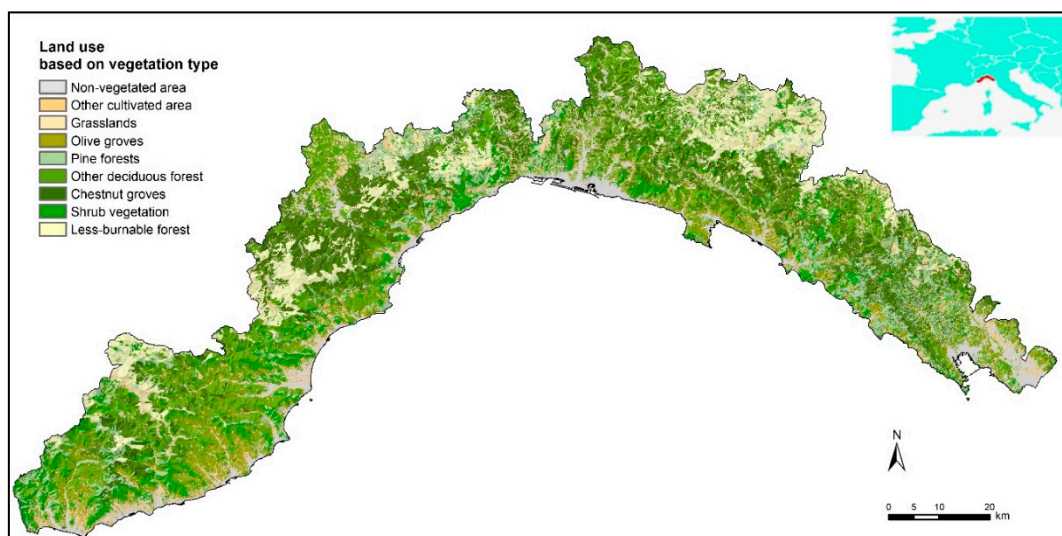 Land use
based on vegetation type
Non-vegetated area
Other cultivated area
Grasslands
Olive groves
Pine forests
Other deciduous forest
Chestnut groves
Shrub vegetation
Less-burnable forest
N
0 5 10 20
km